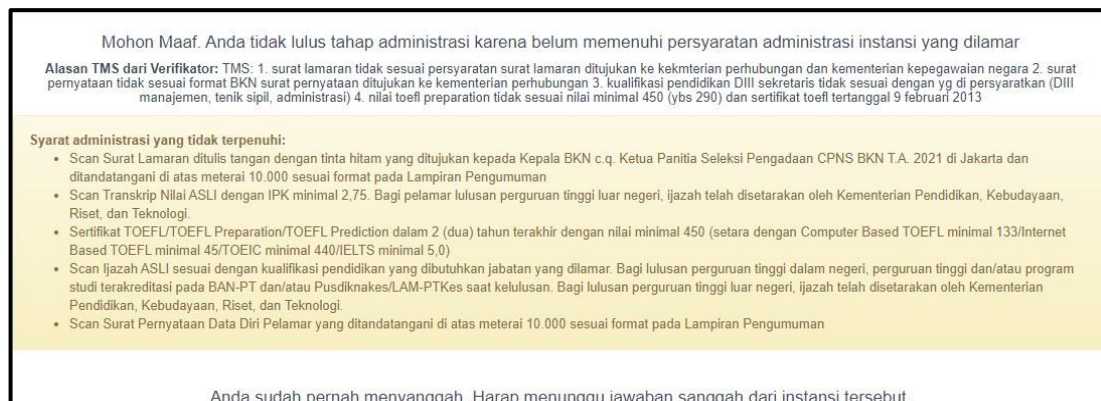 Mohon Maaf. Anda tidak lulus tahap administrasi karena belum memenuhi persyaratan administrasi instansi yang dilamar
Alasan TMS dari Verifikator: TMS: 1. surat lamaran tidak sesuai persyaratan surat lamaran ditujukan ke kekmterian perhubungan dan kementerian kepegawaian negara 2. surat
pernyataan tidak sesuai format BKN surat pernyataan ditujukan ke kementerian perhubungan 3. kualifikasi pendidikan DIII sekretaris tidak sesuai dengan yg di persyaratkan (DIII
manajemen, tenik sipil, administrasi) 4. nilai toefl preparation tidak sesuai nilai minimal 450 (ybs 290) dan sertifikat toefl tertanggal 9 februari 2013
Syarat administrasi yang tidak terpenuhi:
• Scan Surat Lamaran ditulis tangan dengan tinta hitam yang ditujukan kepada Kepala BKN c.q. Ketua Panitia Seleksi Pengadaan CPNS BKN T.A. 2021 di Jakarta dan
ditandatangani di atas meterai 10.000 sesuai format pada Lampiran Pengumuman
• Scan Transkrip Nilai ASLI dengan IPK minimal 2,75. Bagi pelamar lulusan perguruan tinggi luar negeri, ijazah telah disetarakan oleh Kementerian Pendidikan, Kebudayaan,
Riset, dan Teknologi.
• Sertifikat TOEFL/TOEFL Preparation/TOEFL Prediction dalam 2 (dua) tahun terakhir dengan nilai minimal 450 (setara dengan Computer Based TOEFL minimal 133/Internet
Based TOEFL minimal 45/TOEIC minimal 440/IELTS minimal 5,0)
• Scan Ijazah ASLI sesuai dengan kualifikasi pendidikan yang dibutuhkan jabatan yang dilamar. Bagi lulusan perguruan tinggi dalam negeri, perguruan tinggi dan/atau program
studi terakreditasi pada BAN-PT dan/atau Pusdiknakes/LAM-PTKes saat kelulusan. Bagi lulusan perguruan tinggi luar negeri, ijazah telah disetarakan oleh Kementerian
Pendidikan, Kebudayaan, Riset, dan Teknologi.
• Scan Surat Pernyataan Data Diri Pelamar yang ditandatangani di atas meterai 10.000 sesuai format pada Lampiran Pengumuman
Anda sudah pernah menyanggah. Harap menunggu jawaban sanggah dari instansi tersebut